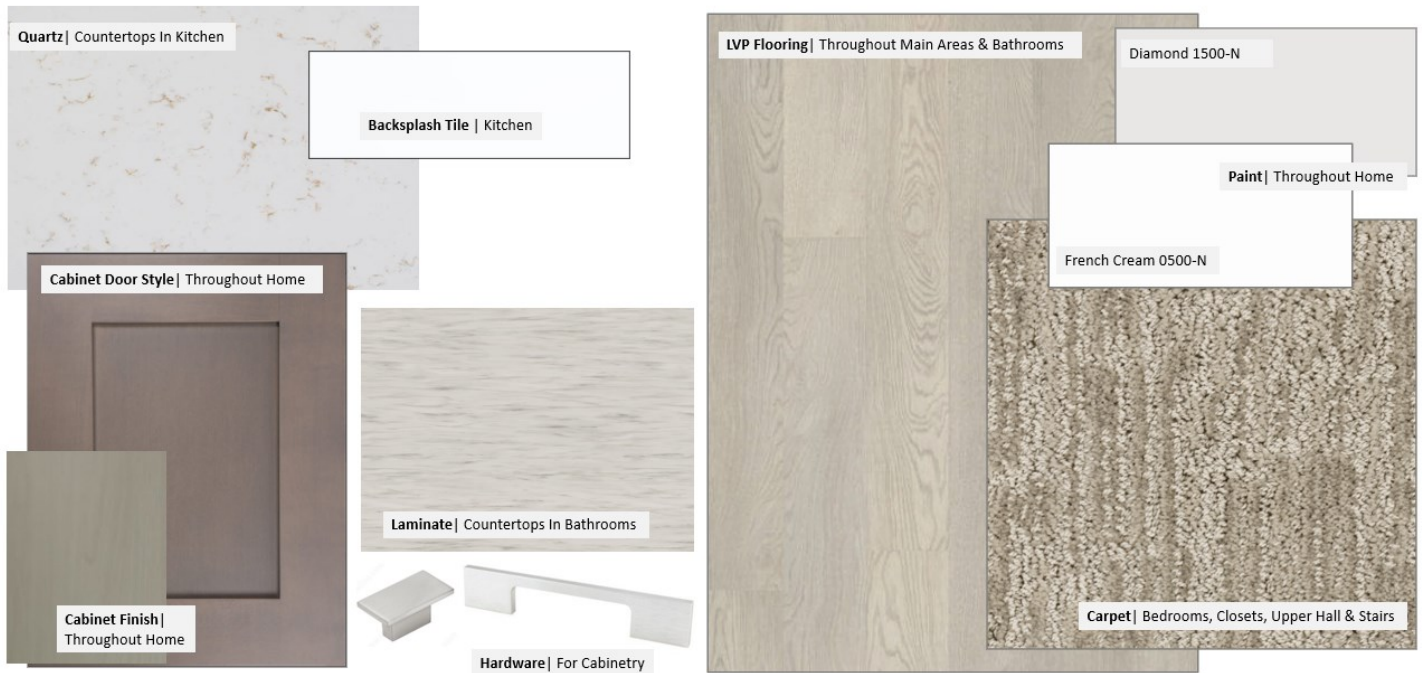 Quartz| Countertops In Kitchen
Backsplash Tile | Kitchen
Cabinet Door Style| Throughout Home
Cabinet Finish|
Throughout Home
Laminate| Countertops In Bathrooms
Hardware| For Cabinetry
LVP Flooring| Throughout Main Areas & Bathrooms
Diamond 1500-N
Paint| Throughout Home
French Cream 0500-N
Carpet| Bedrooms, Closets, Upper Hall & Stairs